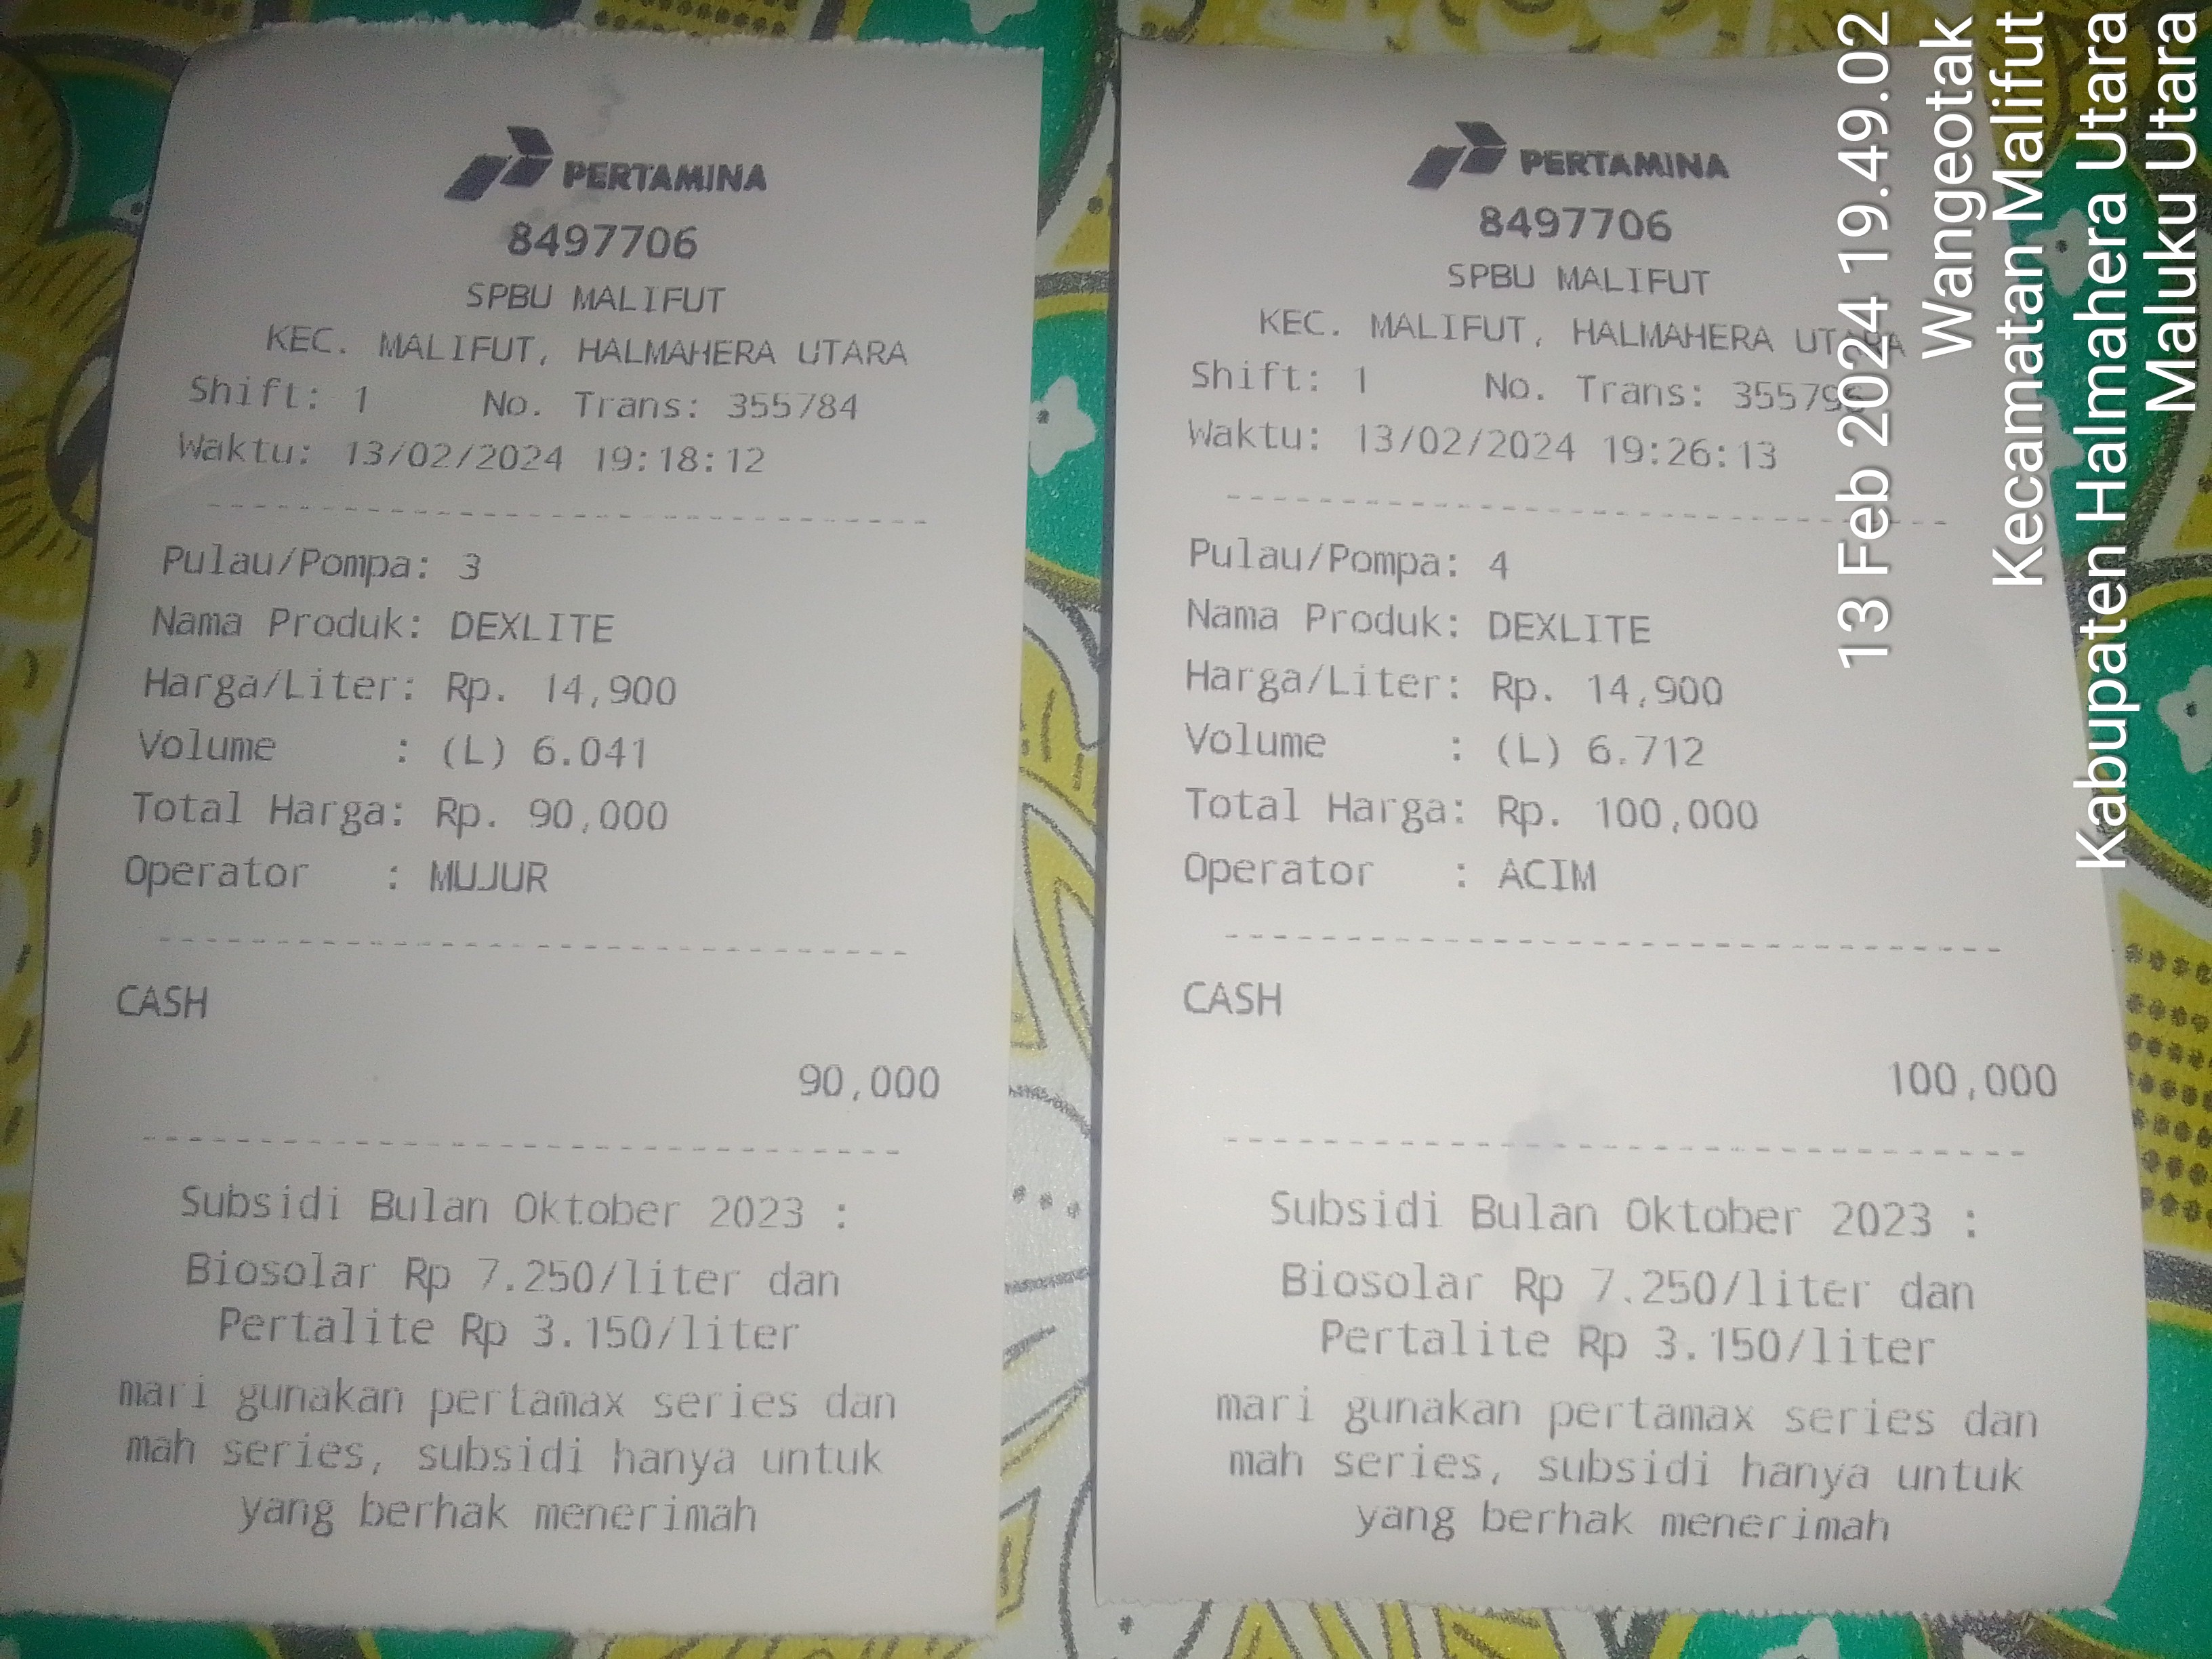 PERTAMINA
8497706
SPBU MALIFUT
KEC. MALIFUT, HALMAHERA UTARA
Shift: 1 No. Trans: 355784
Waktu: 13/02/2024 19:18:12
Pulau/Pompa: 3
Nama Produk: DEXLITE
Harga/Liter: Rp. 14,900
Volume : (L) 6.041
Total Harga: Rp. 90,000
Operator : MUJUR
CASH
90,000
Subsidi Bulan Oktober 2023 :
Biosolar Rp 7.250/liter dan
Pertalite Rp 3.150/liter
mari gunakan pertamax series dan
mah series, subsidi hanya untuk
yang berhak menerimah
PERTAMINA
8497706
SPBU MALIFUT
KEC. MALIFUT, HALMAHERA UTARA
Shift: 1 No. Trans:
Waktu: 13/02/2024 19:26:13
Pulau/Pompa: 4
Nama Produk: DEXLITE
Harga/Liter: Rp. 14,900
Volume : (L) 6.712
Total Harga: Rp. 100,000
Operator : ACIM
CASH
100,000
Subsidi Bulan Oktober 2023 :
Biosolar Rp 7.250/liter dan
Pertalite Rp 3.150/liter
mari gunakan pertamax series dan
mah series, subsidi hanya untuk
yang berhak menerimah
13 Feb 2024 19.49.02
Wangeotak
Kecamatan Malifut
Kabupaten Halmahera Utara
Maluku Utara